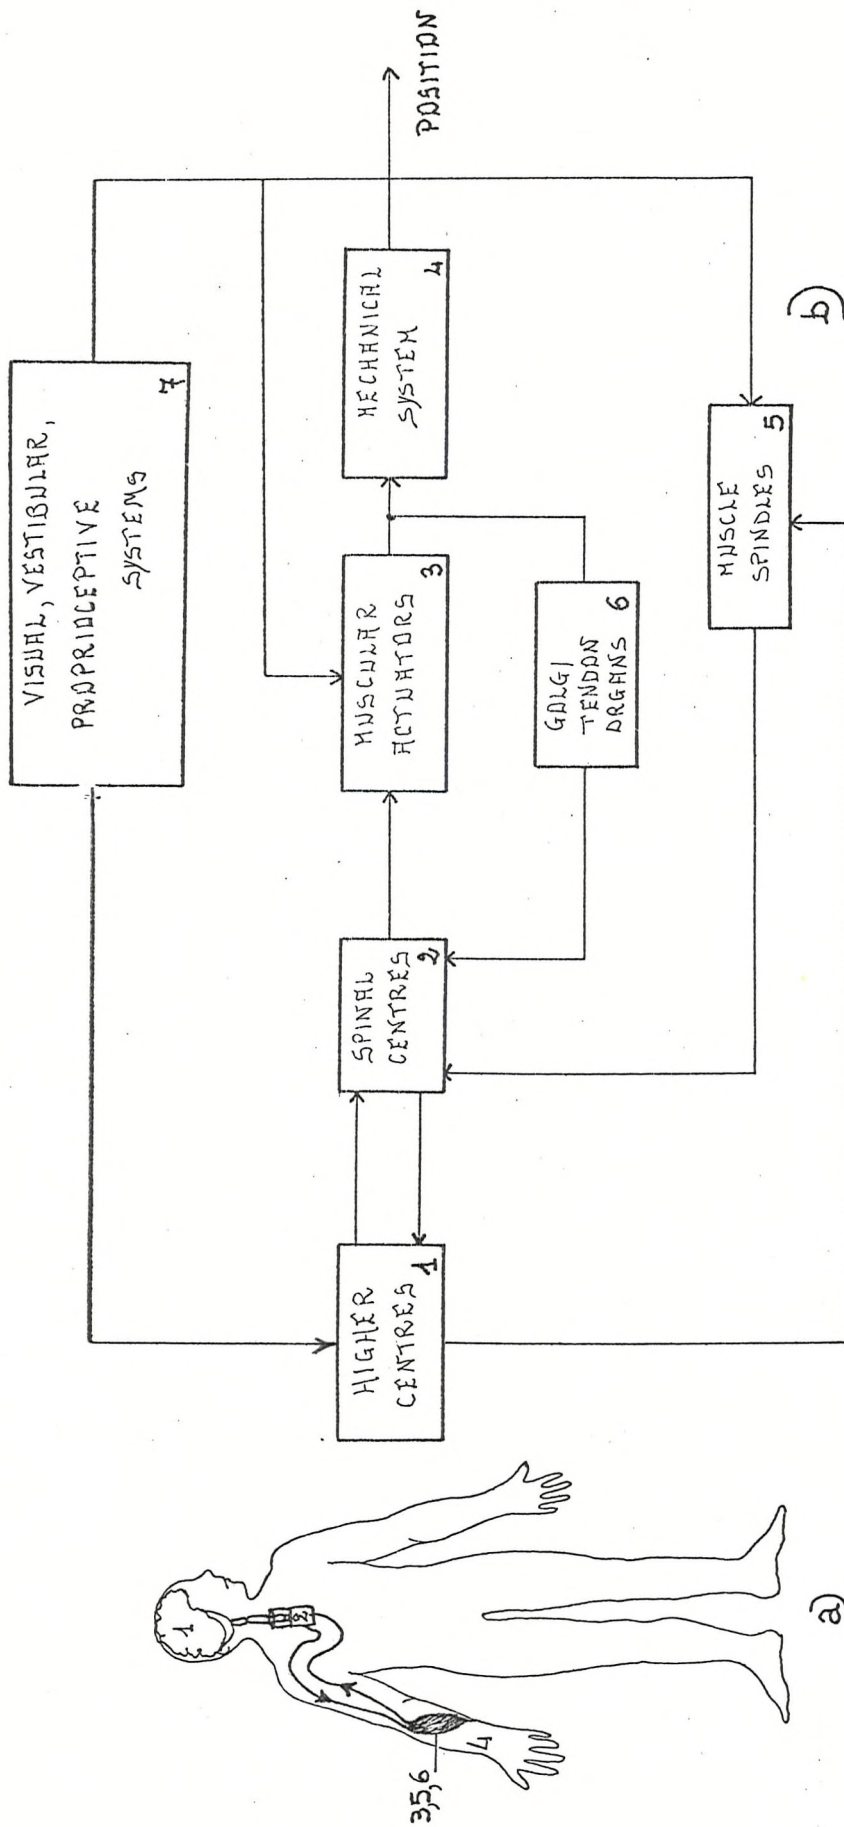 1
2
3,5,6
4
a)
VISUAL, VESTIBULAR,
PROPRIOCEPTIVE
SYSTEMS
7
HIGHER
CENTRES
1
SPINAL
CENTRES
2
MUSCULAR
ACTUATORS
3
MECHANICAL
SYSTEM
4
POSITION
GOLGI
TENDON
ORGANS
6
MUSCLE
SPINDLES
5
b)